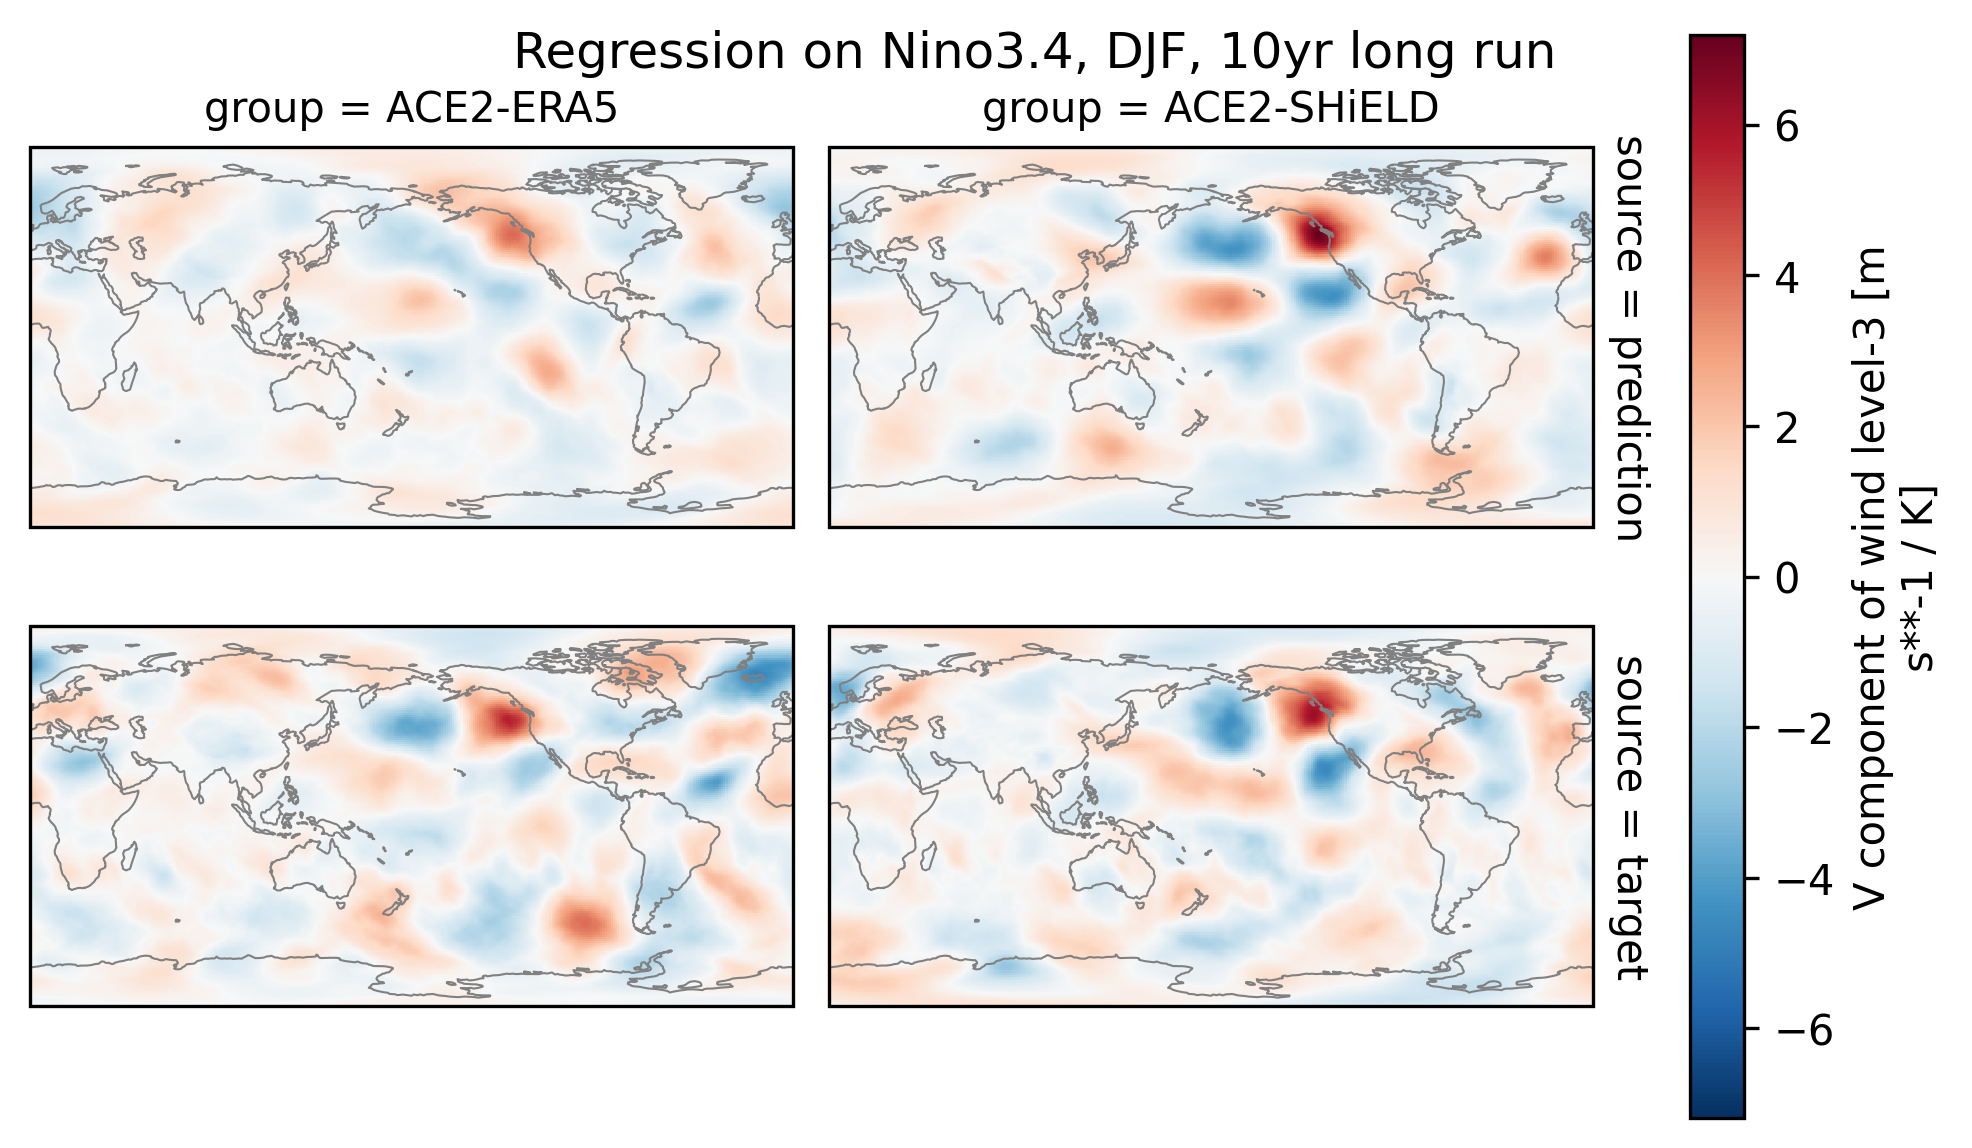 Regression on Nino3.4, DJF, 10yr long run
group = ACE2-ERA5
group = ACE2-SHiELD
source = prediction
source = target
6
4
2
0
−2
−4
−6
V component of wind level-3 [m
s**-1 / K]